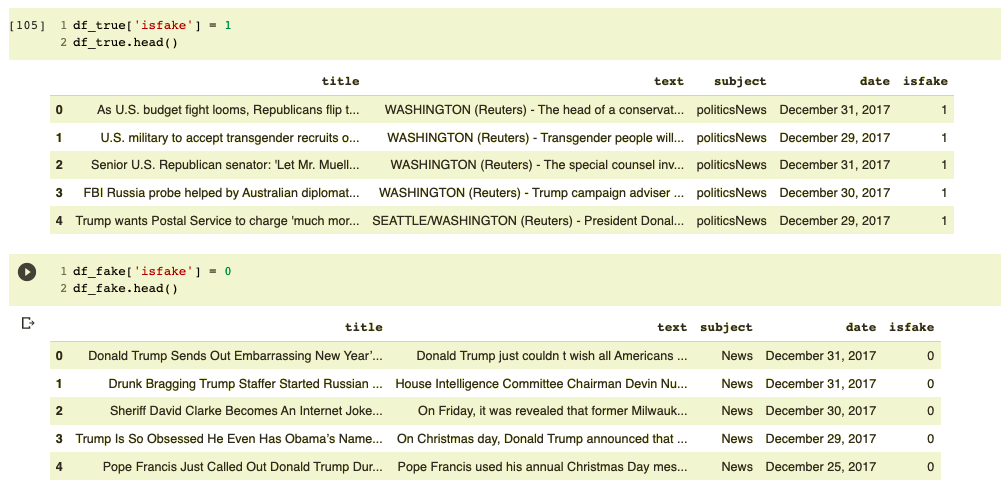 [105] 1 df_true['isfake'] = 1
2 df_true.head()
title text subject date isfake
0 As U.S. budget fight looms, Republicans flip t... WASHINGTON (Reuters) - The head of a conservat... politicsNews December 31, 2017 1
1 U.S. military to accept transgender recruits o... WASHINGTON (Reuters) - Transgender people will... politicsNews December 29, 2017 1
2 Senior U.S. Republican senator: 'Let Mr. Muell... WASHINGTON (Reuters) - The special counsel inv... politicsNews December 31, 2017 1
3 FBI Russia probe helped by Australian diplomat... WASHINGTON (Reuters) - Trump campaign adviser ... politicsNews December 30, 2017 1
4 Trump wants Postal Service to charge 'much mor... SEATTLE/WASHINGTON (Reuters) - President Donal... politicsNews December 29, 2017 1
1 df_fake['isfake'] = 0
2 df_fake.head()
title text subject date isfake
0 Donald Trump Sends Out Embarrassing New Year’... Donald Trump just couldn t wish all Americans ... News December 31, 2017 0
1 Drunk Bragging Trump Staffer Started Russian ... House Intelligence Committee Chairman Devin Nu... News December 31, 2017 0
2 Sheriff David Clarke Becomes An Internet Joke... On Friday, it was revealed that former Milwauk... News December 30, 2017 0
3 Trump Is So Obsessed He Even Has Obama’s Name... On Christmas day, Donald Trump announced that ... News December 29, 2017 0
4 Pope Francis Just Called Out Donald Trump Dur... Pope Francis used his annual Christmas Day mes... News December 25, 2017 0